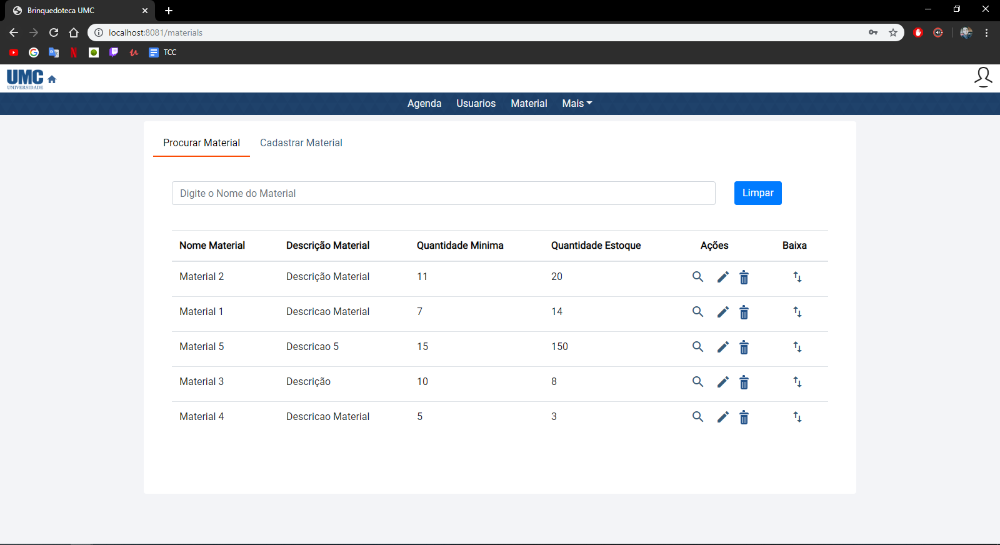 Brinquedoteca UMC
localhost:8081/materials
TCC
UMC
UNIVERSIDADE
Agenda Usuarios Material Mais
Procurar Material Cadastrar Material
Digite o Nome do Material Limpar
Nome Material Descrição Material Quantidade Minima Quantidade Estoque Ações Baixa
Material 2 Descrição Material 11 20
Material 1 Descricao Material 7 14
Material 5 Descricao 5 15 150
Material 3 Descrição 10 8
Material 4 Descricao Material 5 3